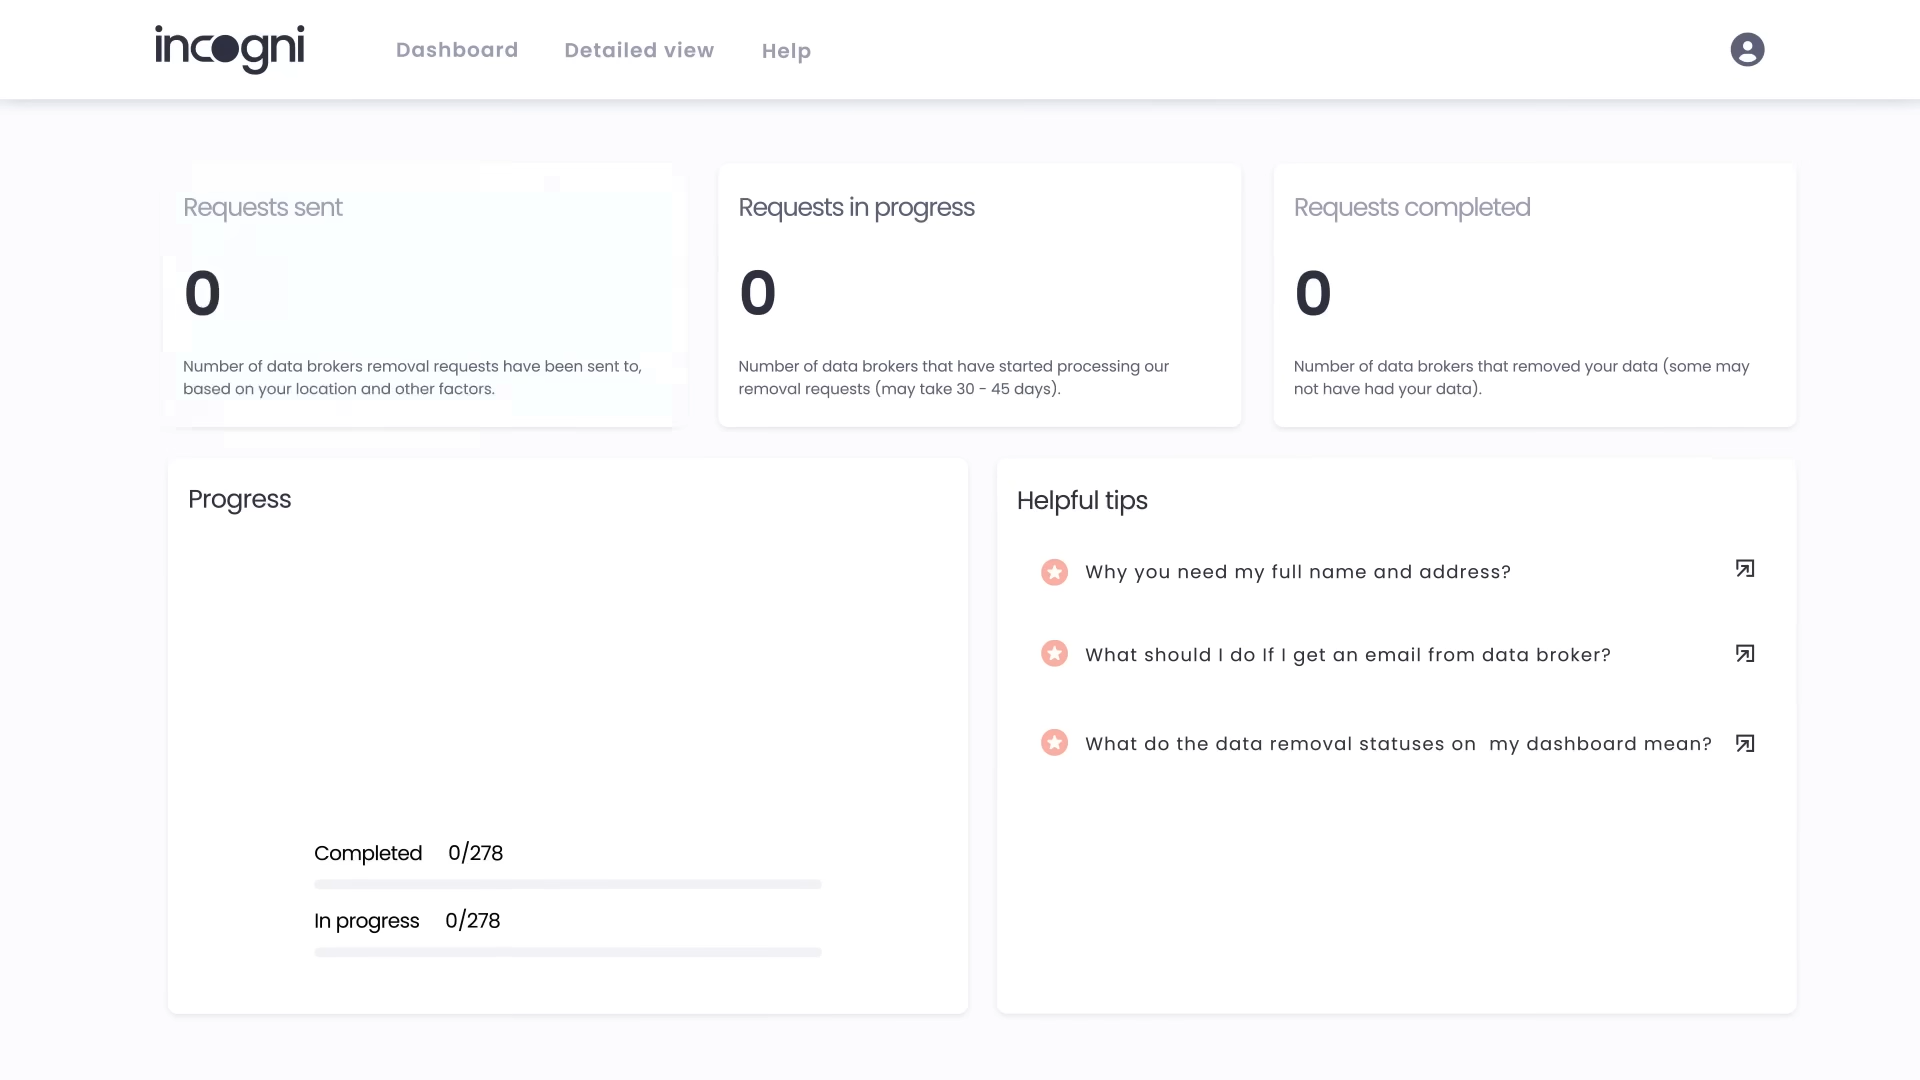 incogni
Dashboard
Detailed view
Help
Requests sent
0
Number of data brokers removal requests have been sent to,
based on your location and other factors.
Requests in progress
0
Number of data brokers that have started processing our
removal requests (may take 30 - 45 days).
Requests completed
0
Number of data brokers that removed your data (some may
not have had your data).
Progress
Completed 0/278
In progress 0/278
Helpful tips
Why you need my full name and address?
What should I do If I get an email from data broker?
What do the data removal statuses on my dashboard mean?